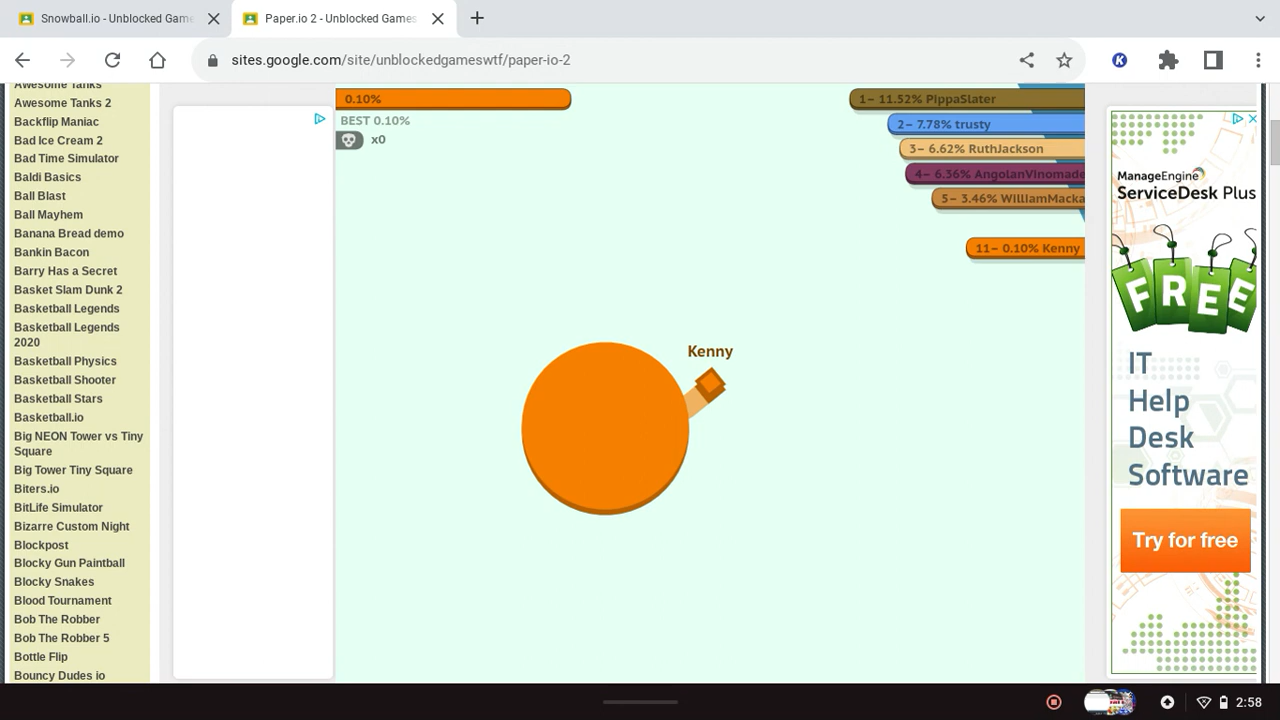 Snowball.io - Unblocked Game
Paper.io 2 - Unblocked Games
sites.google.com/site/unblockedgameswtf/paper-io-2
K
Awesome Tanks
Awesome Tanks 2
Backflip Maniac
Bad Ice Cream 2
Bad Time Simulator
Baldi Basics
Ball Blast
Ball Mayhem
Banana Bread demo
Bankin Bacon
Barry Has a Secret
Basket Slam Dunk 2
Basketball Legends
Basketball Legends
2020
Basketball Physics
Basketball Shooter
Basketball Stars
Basketball.io
Big NEON Tower vs Tiny
Square
Big Tower Tiny Square
Biters.io
BitLife Simulator
Bizarre Custom Night
Blockpost
Blocky Gun Paintball
Blocky Snakes
Blood Tournament
Bob The Robber
Bob The Robber 5
Bottle Flip
Bouncy Dudes io
0.10%
BEST 0.10%
x0
1– 11.52% PippaSlater
2– 7.78% trusty
3– 6.62% RuthJackson
4– 6.36% AngolanVinomade
5– 3.46% WilliamMacka
11– 0.10% Kenny
Kenny
ManageEngine
ServiceDesk Plus
FREE
IT
Help
Desk
Software
Try for free
2:58